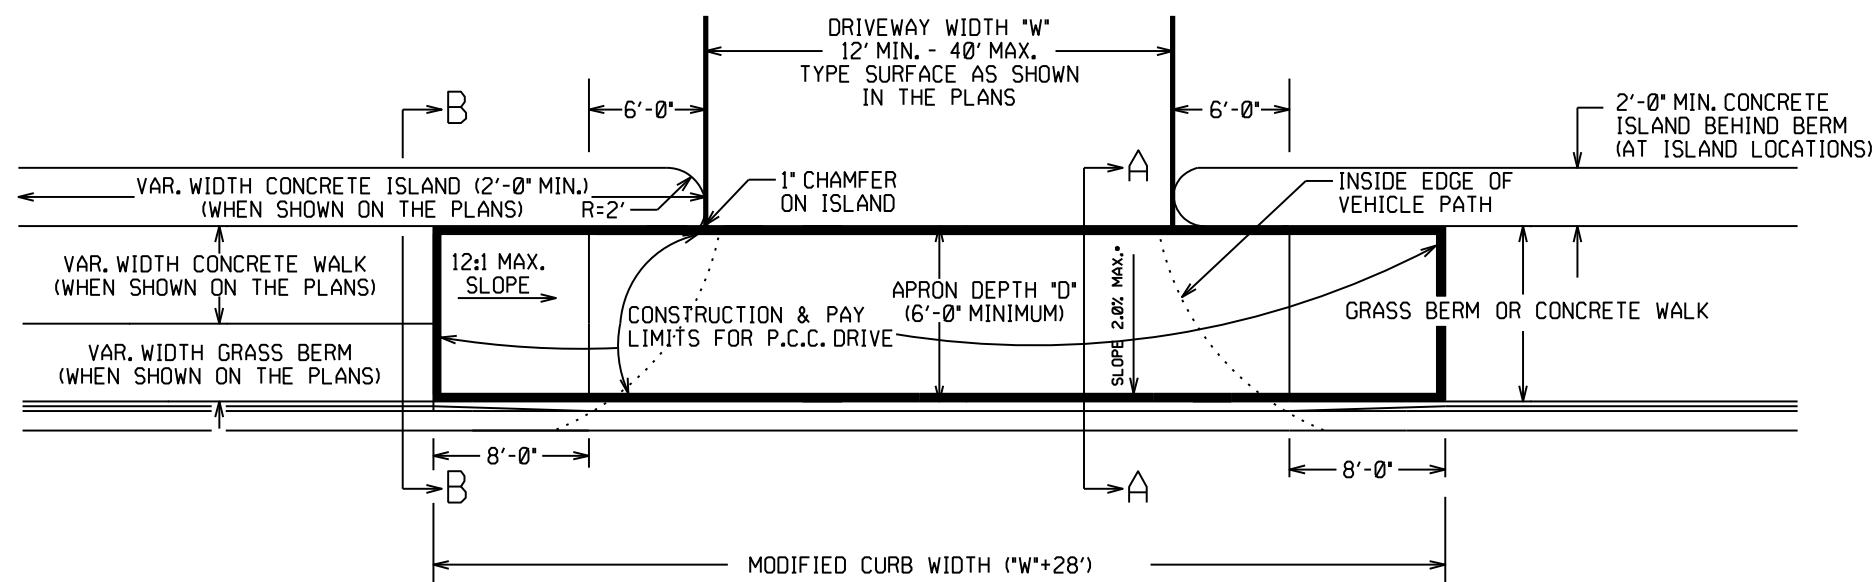 DRIVEWAY WIDTH "W"
12' MIN. - 40' MAX.
TYPE SURFACE AS SHOWN
IN THE PLANS
B
6'-0"
6'-0"
2'-0" MIN. CONCRETE
ISLAND BEHIND BERM
(AT ISLAND LOCATIONS)
A
VAR. WIDTH CONCRETE ISLAND (2'-0" MIN.)
(WHEN SHOWN ON THE PLANS)
R=2'
1" CHAMFER
ON ISLAND
INSIDE EDGE OF
VEHICLE PATH
VAR. WIDTH CONCRETE WALK
(WHEN SHOWN ON THE PLANS)
12:1 MAX.
SLOPE
CONSTRUCTION & PAY
LIMITS FOR P.C.C. DRIVE
APRON DEPTH "D"
(6'-0" MINIMUM)
SLOPE 2.0% MAX.
GRASS BERM OR CONCRETE WALK
VAR. WIDTH GRASS BERM
(WHEN SHOWN ON THE PLANS)
8'-0"
8'-0"
B
A
MODIFIED CURB WIDTH ("W"+28')